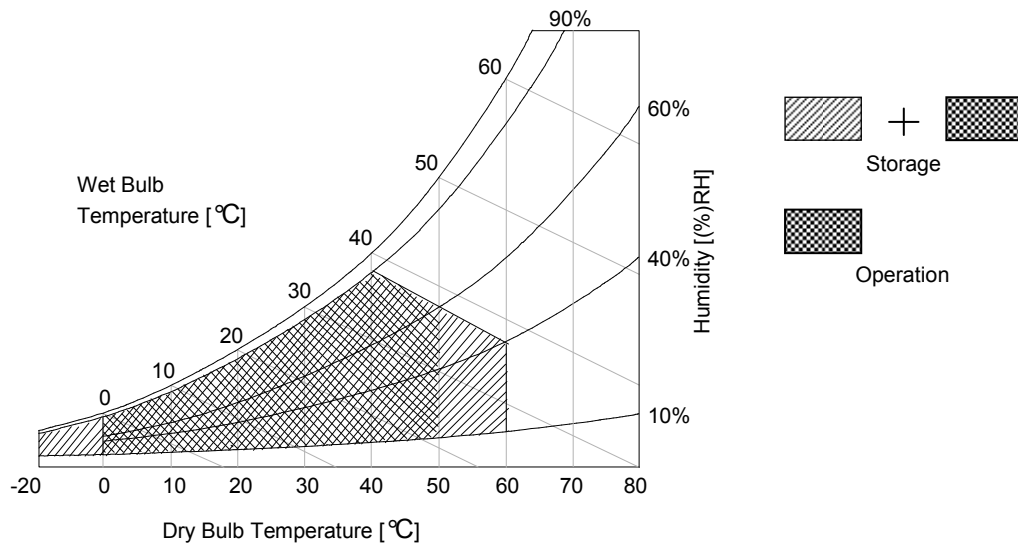 90%
60
60%
50
Wet Bulb
Temperature [℃]
40
Humidity [(%)RH]
40%
30
20
10
0
10%
-20 0 10 20 30 40 50 60 70 80
Dry Bulb Temperature [℃]
+
Storage
Operation